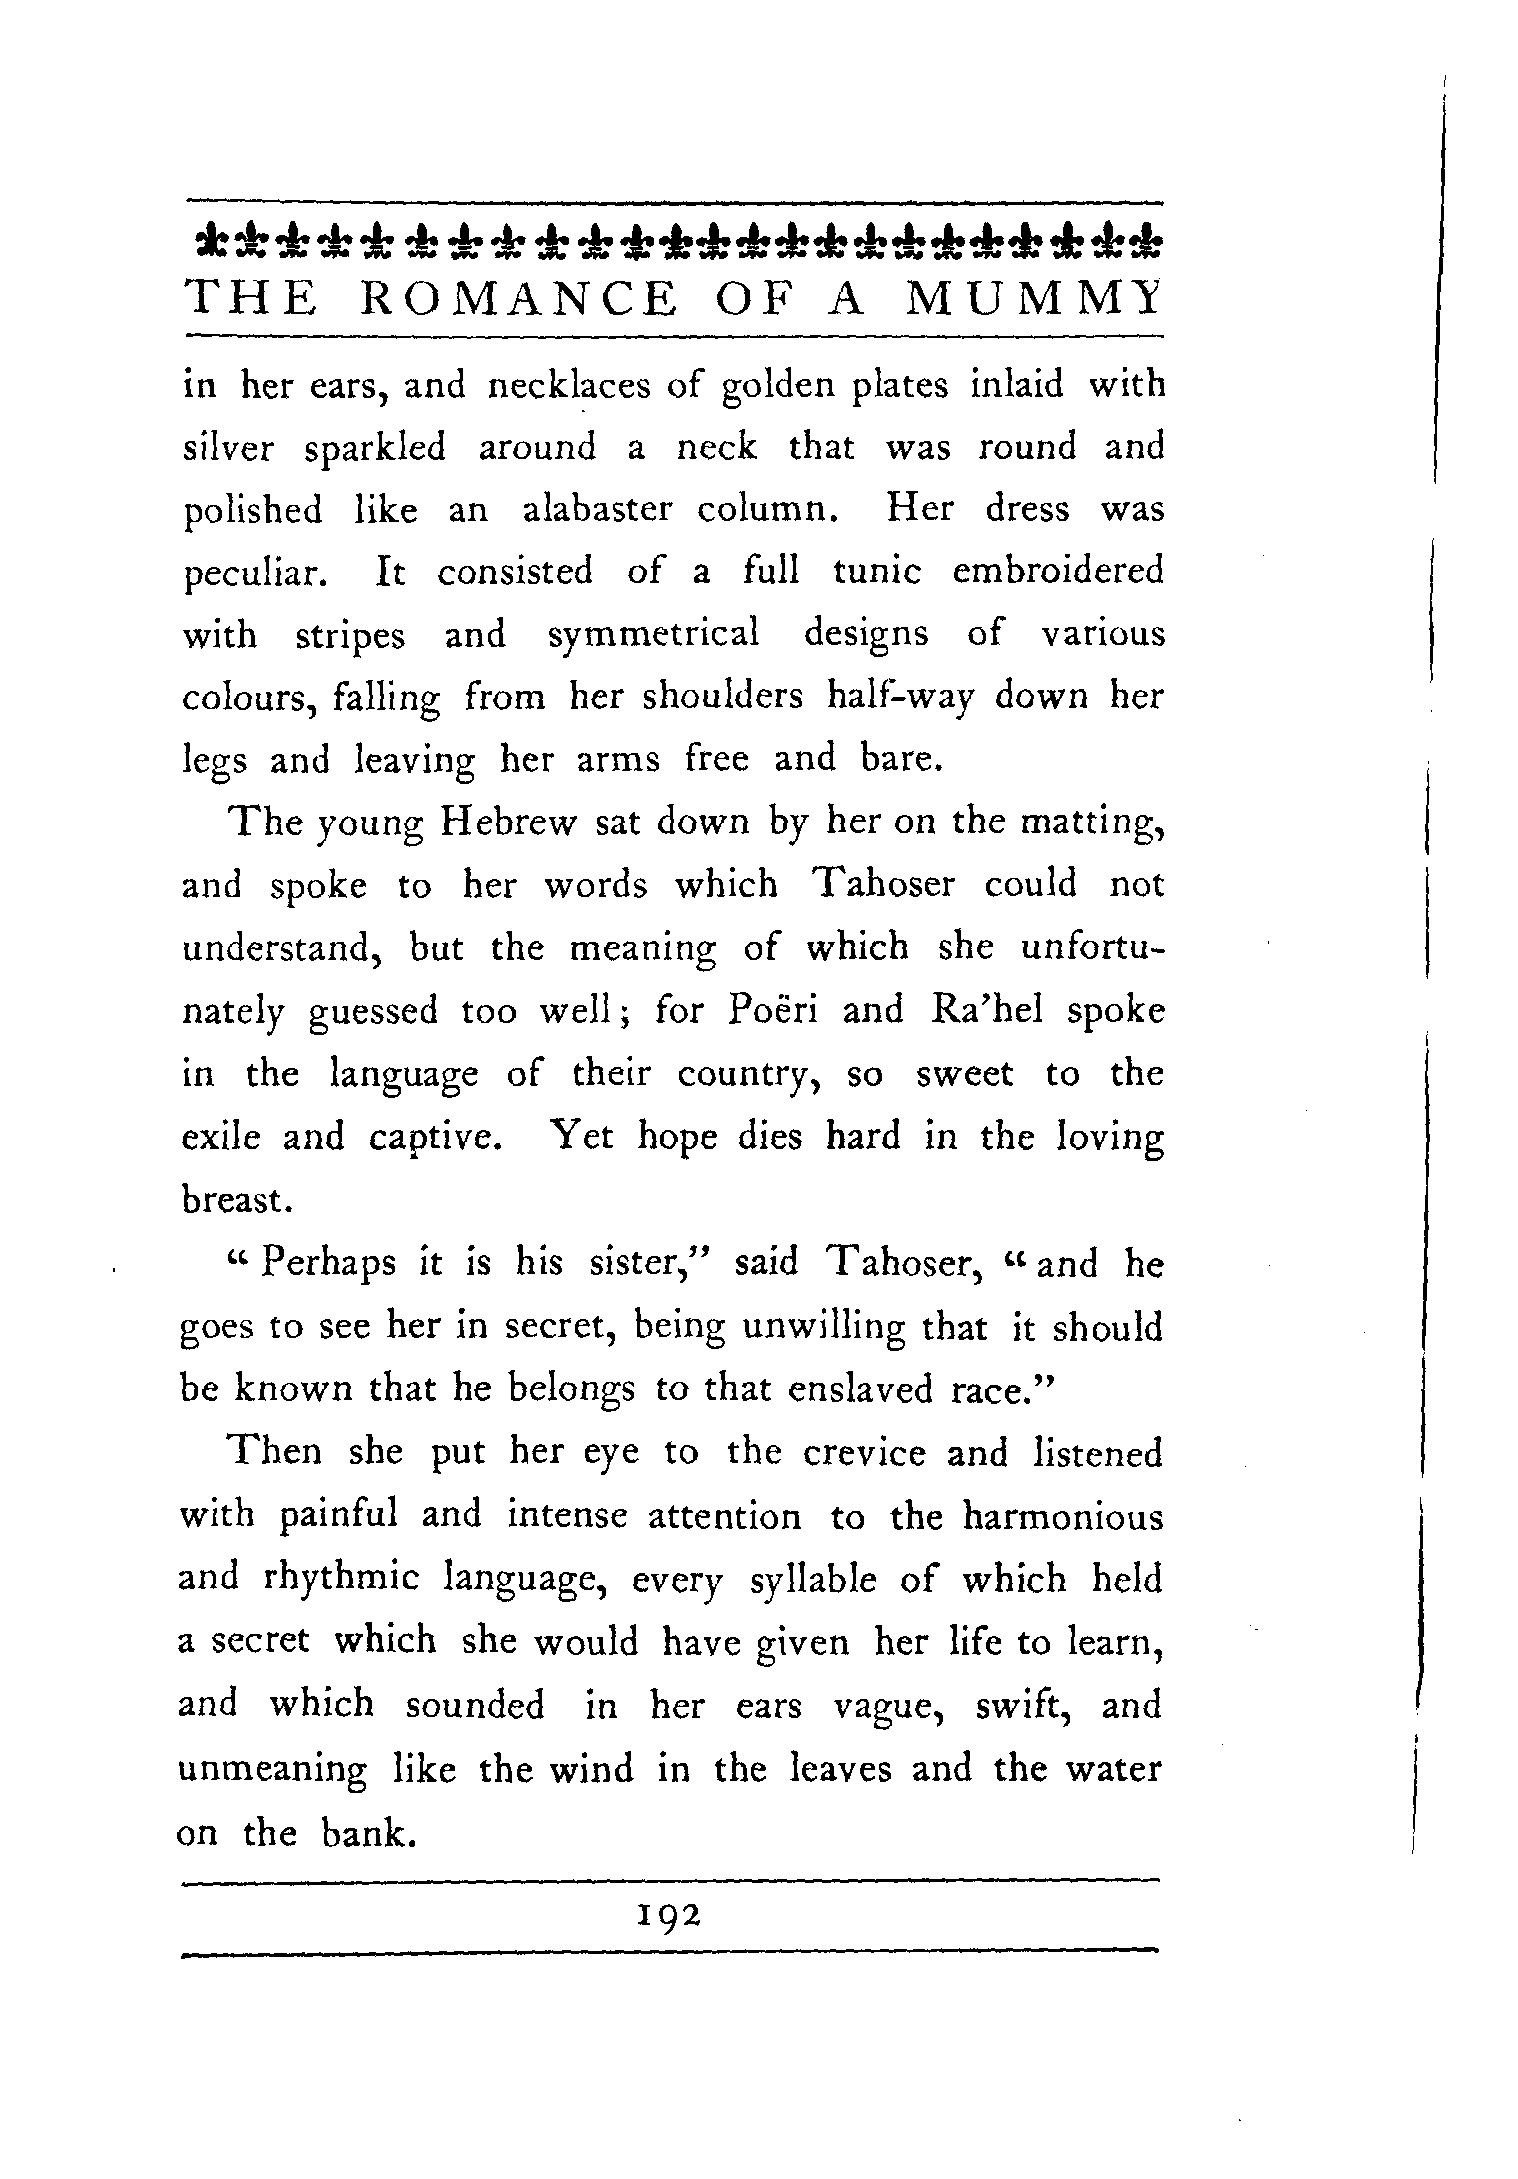 THE ROMANCE OF A MUMMY
in her ears, and necklaces of golden plates inlaid with
silver sparkled around a neck that was round and
polished like an alabaster column. Her dress was
peculiar. It consisted of a full tunic embroidered
with stripes and symmetrical designs of various
colours, falling from her shoulders half-way down her
legs and leaving her arms free and bare.
The young Hebrew sat down by her on the matting,
and spoke to her words which Tahoser could not
understand, but the meaning of which she unfortu-
nately guessed too well; for Poëri and Ra'hel spoke
in the language of their country, so sweet to the
exile and captive. Yet hope dies hard in the loving
breast.
“Perhaps it is his sister,” said Tahoser, “and he
goes to see her in secret, being unwilling that it should
be known that he belongs to that enslaved race.”
Then she put her eye to the crevice and listened
with painful and intense attention to the harmonious
and rhythmic language, every syllable of which held
a secret which she would have given her life to learn,
and which sounded in her ears vague, swift, and
unmeaning like the wind in the leaves and the water
on the bank.
192